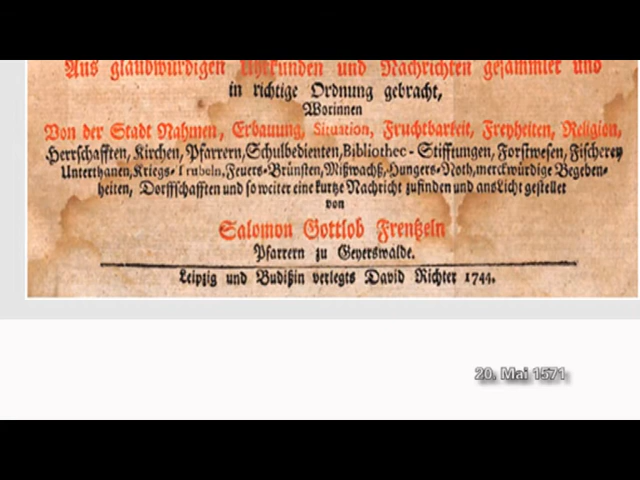 Aus glaubwürdigen Uhrkunden und Nachrichten gesammlet und
in richtige Ordnung gebracht,
Worinnen
Von der Stadt Nahmen, Erbauung, Situation, Fruchtbarkeit, Freyheiten, Religion,
Herrschafften, Kirchen, Pfarrern, Schulbedienten, Bibliothec-Stifftungen, Forstwesen, Fischerey
Unterthanen, Kriegs-Trubeln, Feuers-Brünsten, Mißwachß, Hungers-Noth, merckwürdige Begeben-
heiten, Dorffschafften und so weiter eine kurtze Nachricht zufinden und ans Licht gestellet
von
Salomon Gottlob Frentzeln
Pfarrern zu Geyerswalde.
Leipzig und Budißin verlegts David Richter 1744.
20. Mai 1571